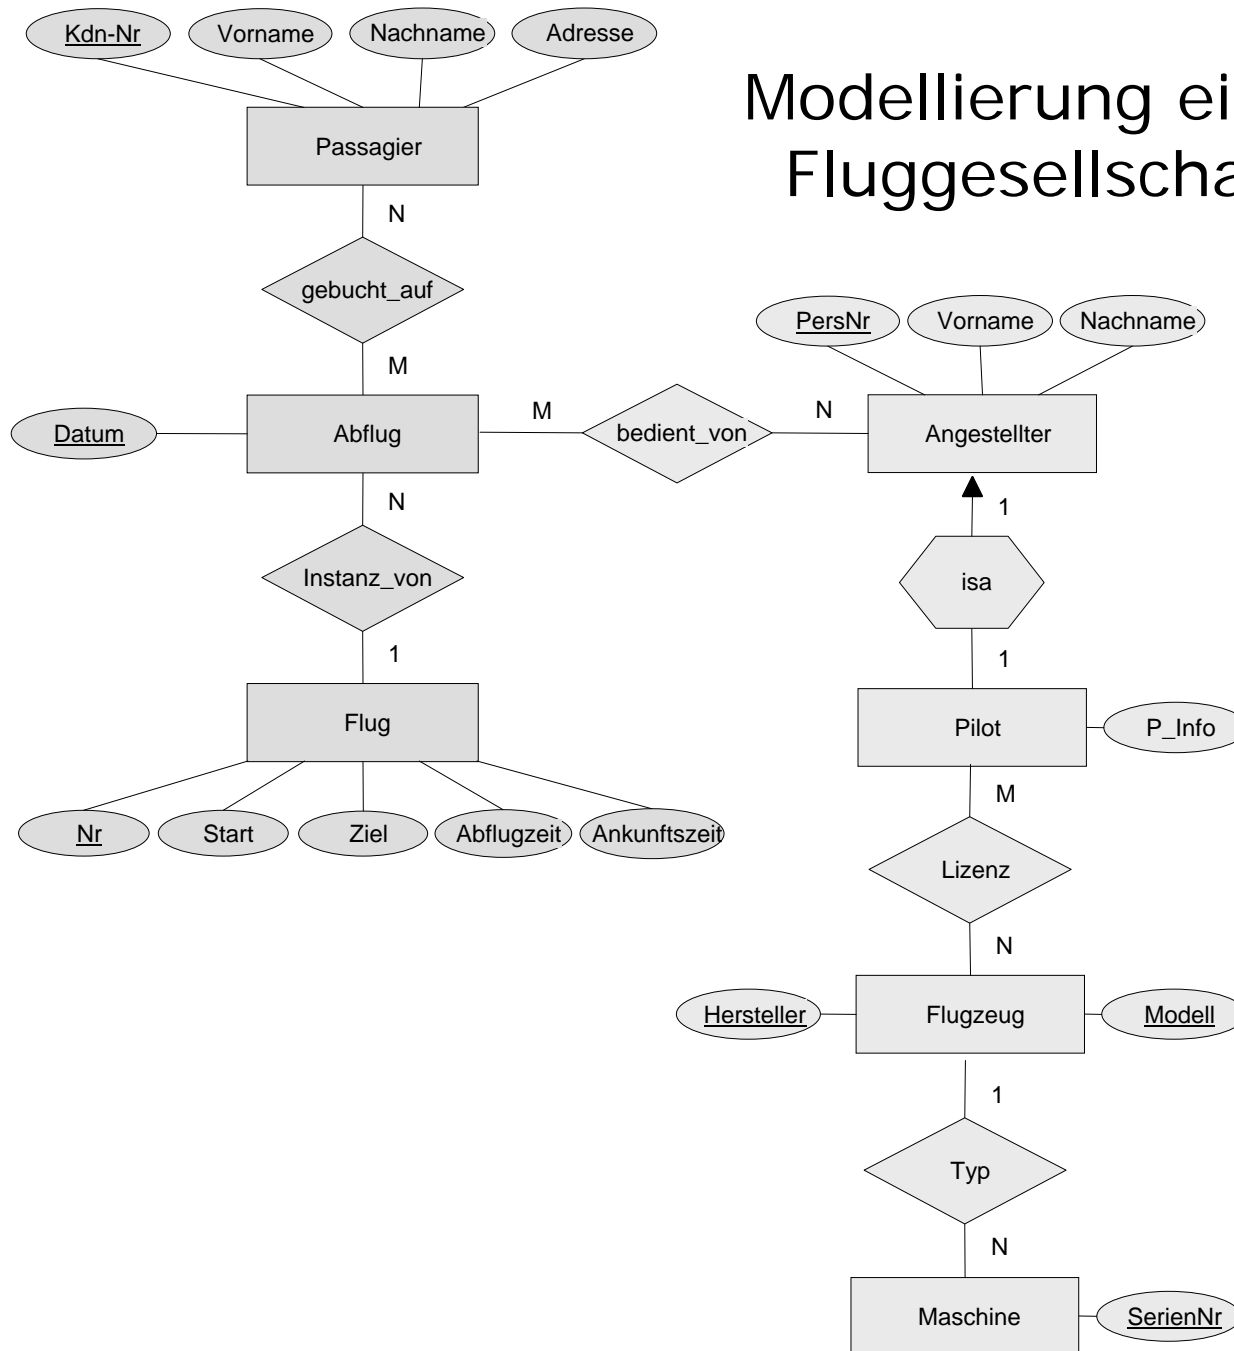 Kdn-Nr
Vorname
Nachname
Adresse
Modellierung ei
Fluggesellscha
Passagier
N
gebucht_auf
M
PersNr
Vorname
Nachname
Datum
Abflug
M
bedient_von
N
Angestellter
N
1
Instanz_von
isa
1
1
Flug
Pilot
P_Info
Nr
Start
Ziel
Abflugzeit
Ankunftszeit
M
Lizenz
N
Hersteller
Flugzeug
Modell
1
Typ
N
Maschine
SerienNr